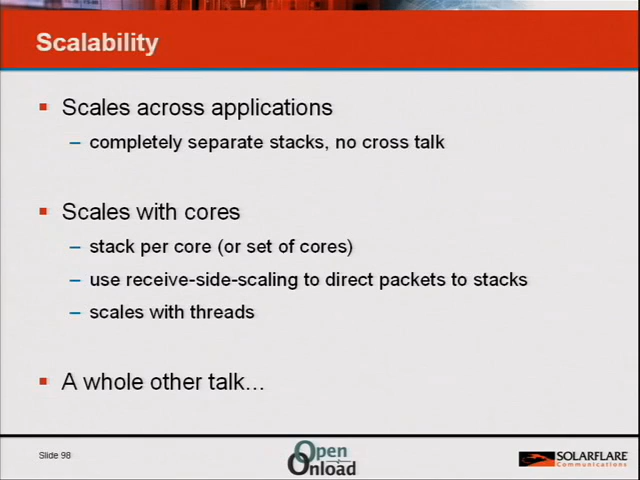 Scalability
Scales across applications
– completely separate stacks, no cross talk
Scales with cores
– stack per core (or set of cores)
– use receive-side-scaling to direct packets to stacks
– scales with threads
A whole other talk...
Slide 98
Open
Onload
SOLARFLARE
Communications